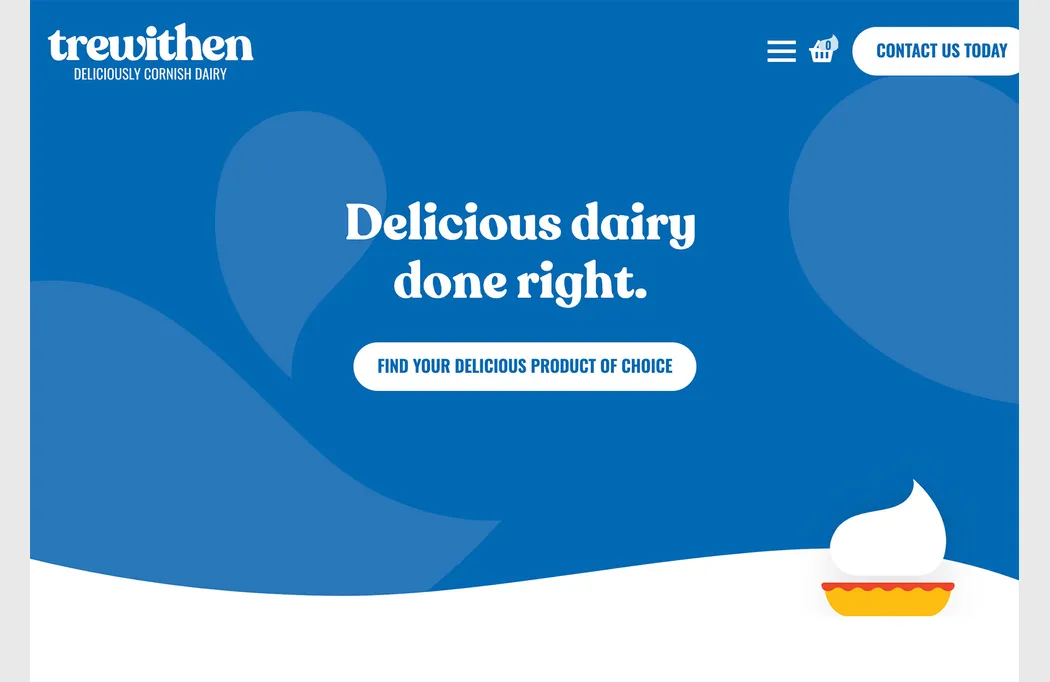 trewithen
DELICIOUSLY CORNISH DAIRY
0
CONTACT US TODAY
Delicious dairy
done right.
FIND YOUR DELICIOUS PRODUCT OF CHOICE